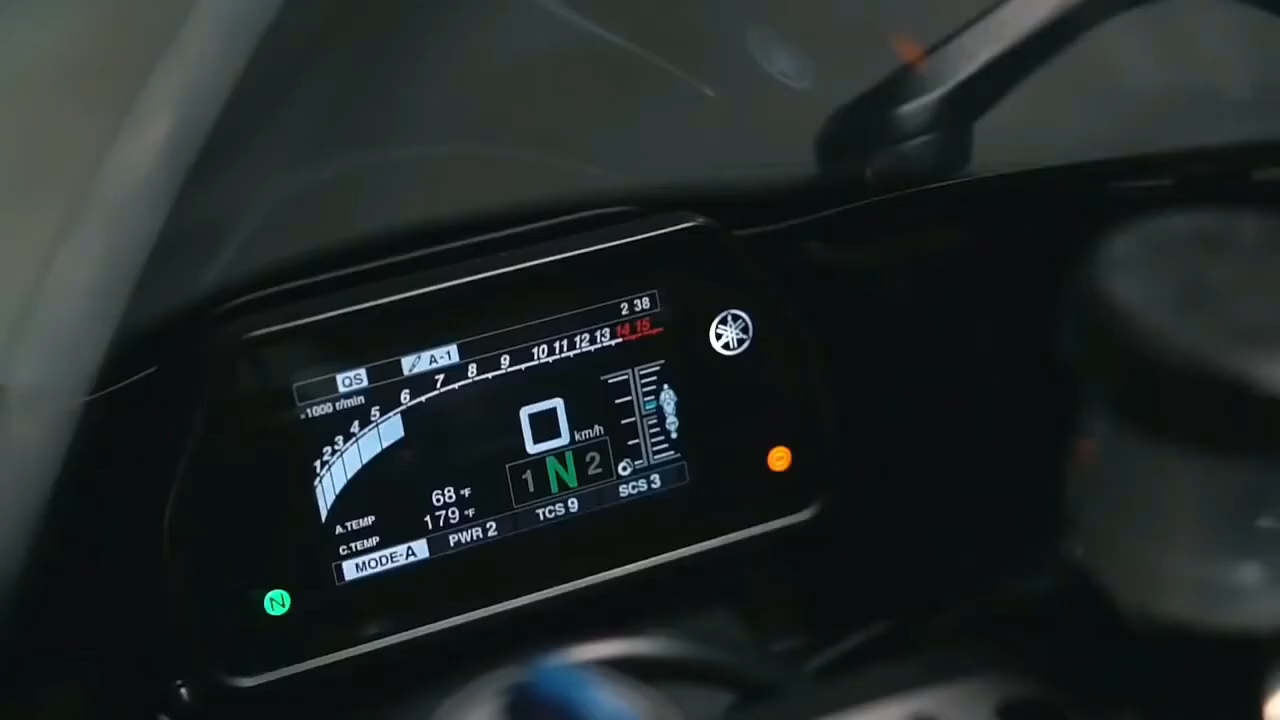 2 38
QS A-1
×1000 r/min
1 2 3 4 5 6 7 8 9 10 11 12 13 14 15
0 km/h
1 N 2
A.TEMP 68 °F
C.TEMP 179 °F
MODE-A PWR 2 TCS 9 SCS 3
N